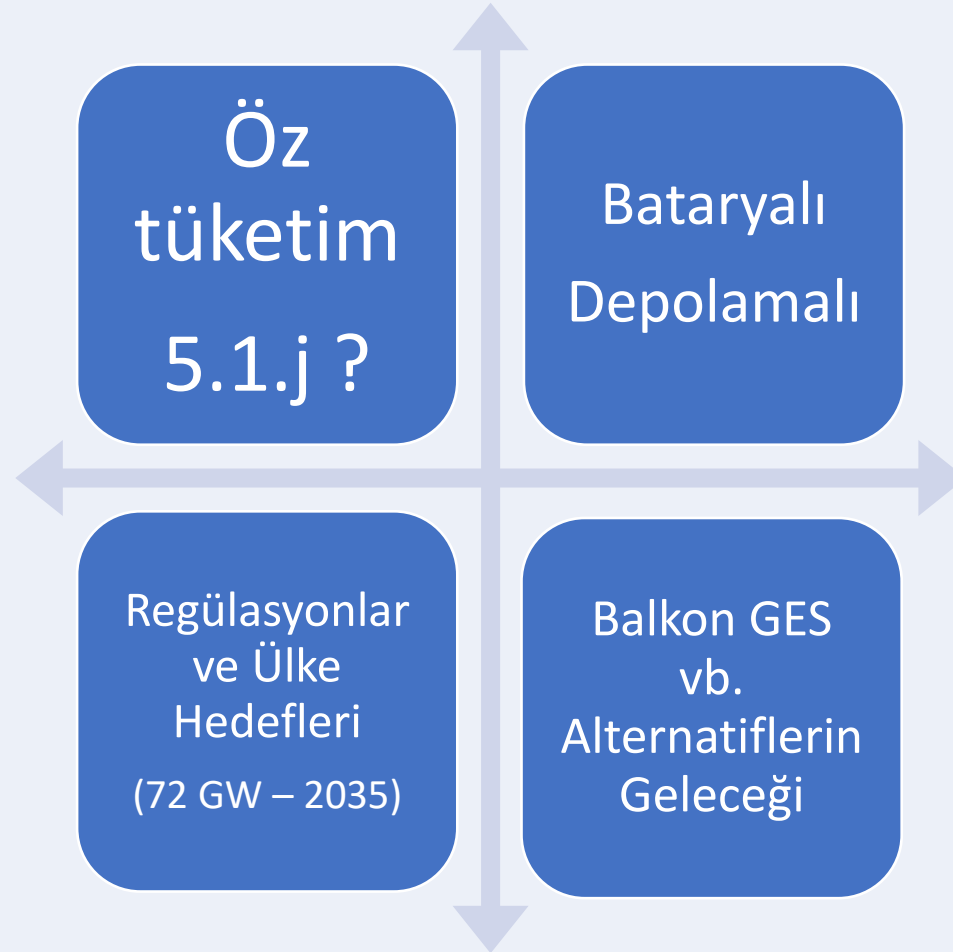 Öz
tüketim
5.1.j ?
Bataryalı
Depolamalı
Regülasyonlar
ve Ülke
Hedefleri
(72 GW – 2035)
Balkon GES
vb.
Alternatiflerin
Geleceği